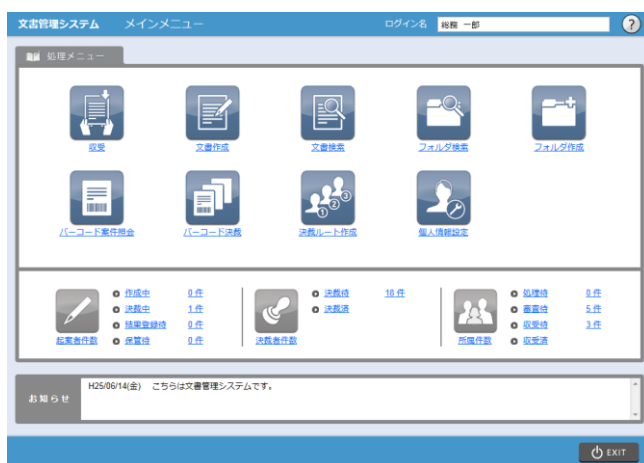 文書管理システム メインメニュー ログイン名 総務 一郎 ?
処理メニュー
収受 文書作成 文書検索 フォルダ検索 フォルダ作成
バーコード案件照会 バーコード決裁 決裁ルート作成 個人情報設定
作成中 0 件 決裁待 10 件 処理待 0 件
決裁中 1 件 決裁済 審査待 5 件
結果登録待 0 件 収受待 3 件
起案者件数 保管待 0 件 決裁者件数 所属件数 収受済
お知らせ H25/06/14(金) こちらは文書管理システムです。
EXIT